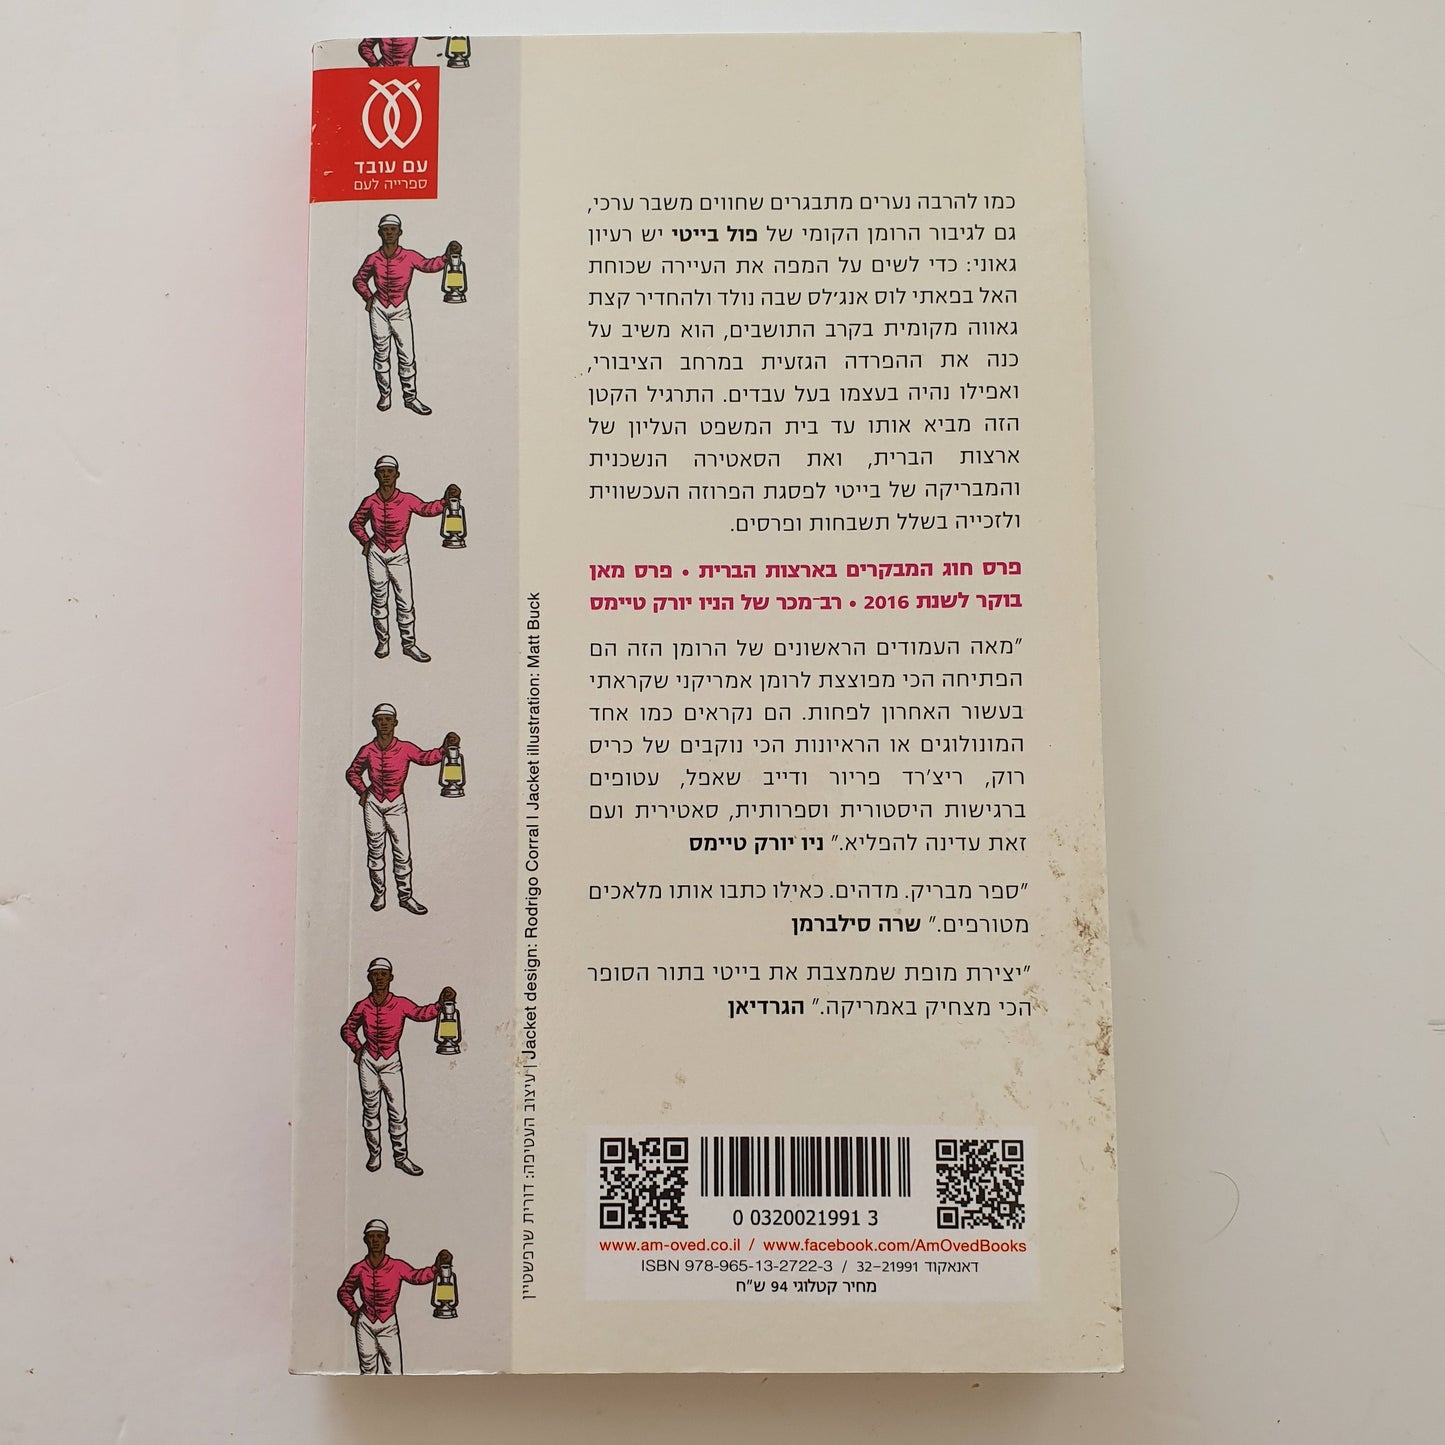 עם עובד
ספרייה לעם
כמו להרבה נערים מתבגרים שחווים משבר ערכי,
גם לגיבור הרומן הקומי של פול בייטי יש רעיון
גאוני: כדי לשים על המפה את העיירה שכוחת
האל בפאתי לוס אנג׳לס שבה נולד ולהחדיר קצת
גאווה מקומית בקרב התושבים, הוא משיב על
כנה את ההפרדה הגזעית במרחב הציבורי,
ואפילו נהיה בעצמו בעל עבדים. התרגיל הקטן
הזה מביא אותו עד בית המשפט העליון של
ארצות הברית, ואת הסאטירה הנשכנית
והמבריקה של בייטי לפסגת הפרוזה העכשווית
ולזכייה בשלל תשבחות ופרסים.
פרס חוג המבקרים בארצות הברית • פרס מאן
בוקר לשנת 2016 • רב־מכר של הניו יורק טיימס
"מאה העמודים הראשונים של הרומן הזה הם
הפתיחה הכי מפוצצת לרומן אמריקני שקראתי
בעשור האחרון לפחות. הם נקראים כמו אחד
המונולוגים או הראיונות הכי נוקבים של כריס
רוק, ריצ׳רד פריור ודייב שאפל, עטופים
ברגישות היסטורית וספרותית, סאטירית ועם
זאת עדינה להפליא." ניו יורק טיימס
"ספר מבריק. מדהים. כאילו כתבו אותו מלאכים
מטורפים." שרה סילברמן
"יצירת מופת שממצבת את בייטי בתור הסופר
הכי מצחיק באמריקה." הגרדיאן
עיצוב העטיפה: דורית שרפשטיין | Jacket design: Rodrigo Corral | Jacket illustration: Matt Buck
0 0320021991 3
www.am-oved.co.il / www.facebook.com/AmOvedBooks
ISBN 978-965-13-2722-3 / דאנאקוד 32-21991
מחיר קטלוגי 94 ש"ח